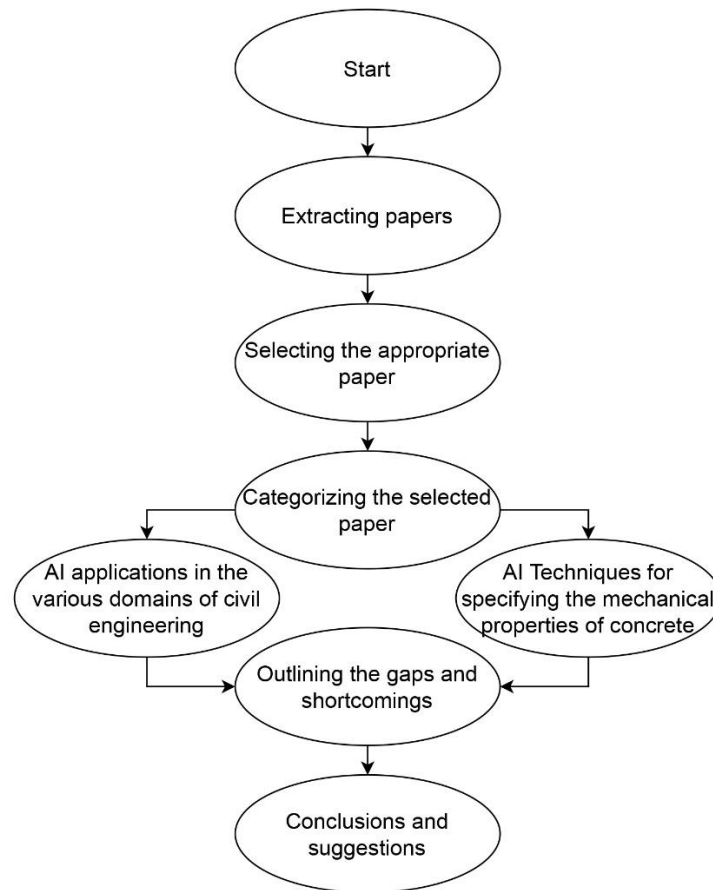 Start
Extracting papers
Selecting the appropriate
paper
Categorizing the selected
paper
AI applications in the
various domains of civil
engineering
AI Techniques for
specifying the mechanical
properties of concrete
Outlining the gaps and
shortcomings
Conclusions and
suggestions